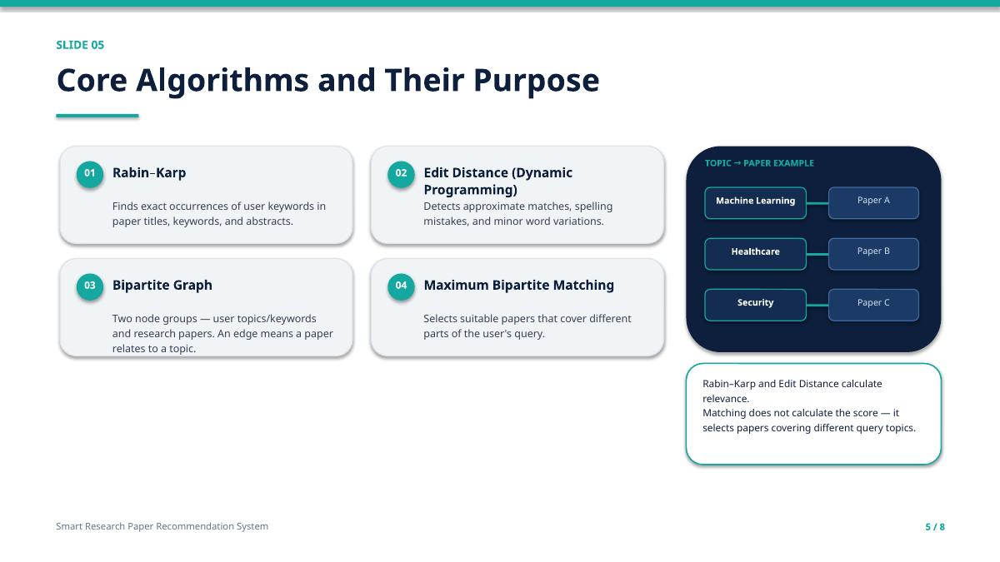 SLIDE 05
Core Algorithms and Their Purpose
01
Rabin–Karp
Finds exact occurrences of user keywords in
paper titles, keywords, and abstracts.
02
Edit Distance (Dynamic
Programming)
Detects approximate matches, spelling
mistakes, and minor word variations.
03
Bipartite Graph
Two node groups — user topics/keywords
and research papers. An edge means a paper
relates to a topic.
04
Maximum Bipartite Matching
Selects suitable papers that cover different
parts of the user's query.
TOPIC → PAPER EXAMPLE
Machine Learning
Paper A
Healthcare
Paper B
Security
Paper C
Rabin–Karp and Edit Distance calculate
relevance.
Matching does not calculate the score — it
selects papers covering different query topics.
Smart Research Paper Recommendation System
5 / 8